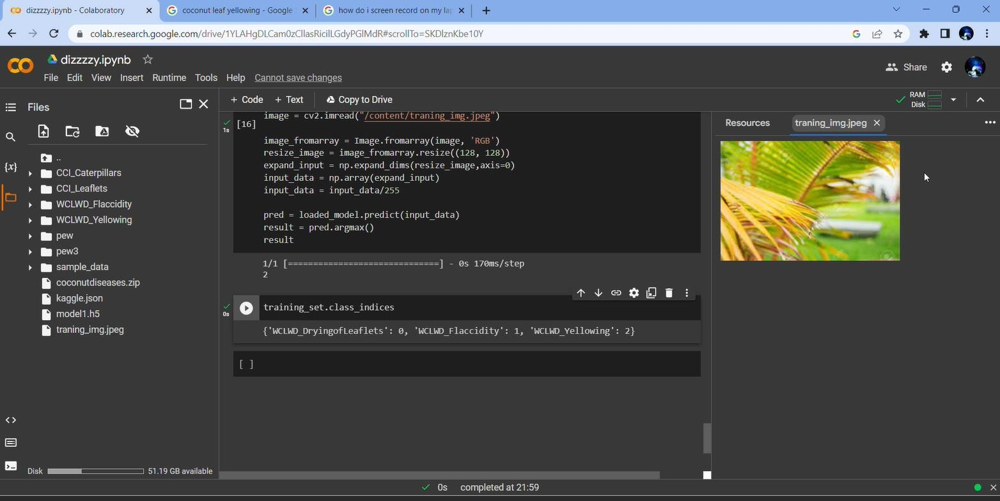 dizzzzy.ipynb - Colaboratory
coconut leaf yellowing - Google
how do i screen record on my lap
colab.research.google.com/drive/1YLAHgDLCam0zCllasRicilLGdyPGlMdR#scrollTo=SKDlznKbe10Y
dizzzzy.ipynb
File Edit View Insert Runtime Tools Help Cannot save changes
Share
Files
+ Code + Text Copy to Drive
RAM
Disk
..
CCI_Caterpillars
CCI_Leaflets
WCLWD_Flaccidity
WCLWD_Yellowing
pew
pew3
sample_data
coconutdiseases.zip
kaggle.json
model1.h5
traning_img.jpeg
Disk 51.19 GB available
1s
[16]
image = cv2.imread("/content/traning_img.jpeg")
image_fromarray = Image.fromarray(image, 'RGB')
resize_image = image_fromarray.resize((128, 128))
expand_input = np.expand_dims(resize_image,axis=0)
input_data = np.array(expand_input)
input_data = input_data/255
pred = loaded_model.predict(input_data)
result = pred.argmax()
result
1/1 [==============================] - 0s 170ms/step
2
0s
training_set.class_indices
{'WCLWD_DryingofLeaflets': 0, 'WCLWD_Flaccidity': 1, 'WCLWD_Yellowing': 2}
[ ]
Resources traning_img.jpeg
0s completed at 21:59